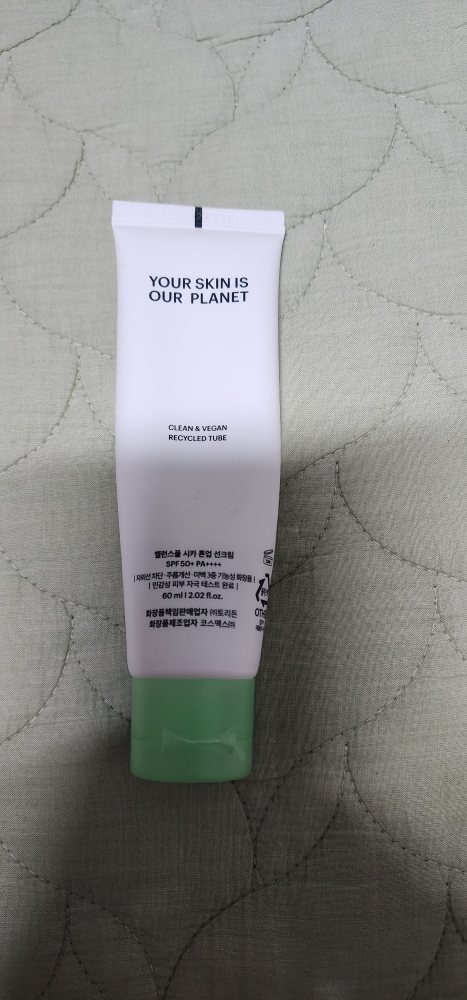 YOUR SKIN IS
OUR PLANET
CLEAN & VEGAN
RECYCLED TUBE
밸런스풀 시카 톤업 선크림
SPF 50+ PA++++
| 자외선 차단 · 주름개선 · 미백 3중 기능성 화장품 |
| 민감성 피부 자극 테스트 완료 |
60 ml l 2.02 fl.oz.
화장품책임판매업자 ㈜토리든
화장품제조업자 코스맥스㈜